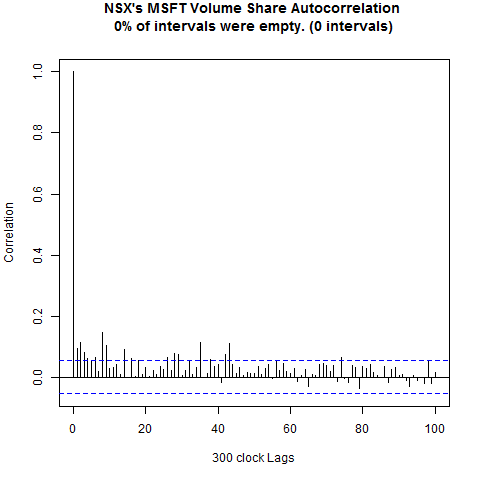 NSX's MSFT Volume Share Autocorrelation
0% of intervals were empty. (0 intervals)
Correlation
1.0
0.8
0.6
0.4
0.2
0.0
0 20 40 60 80 100
300 clock Lags